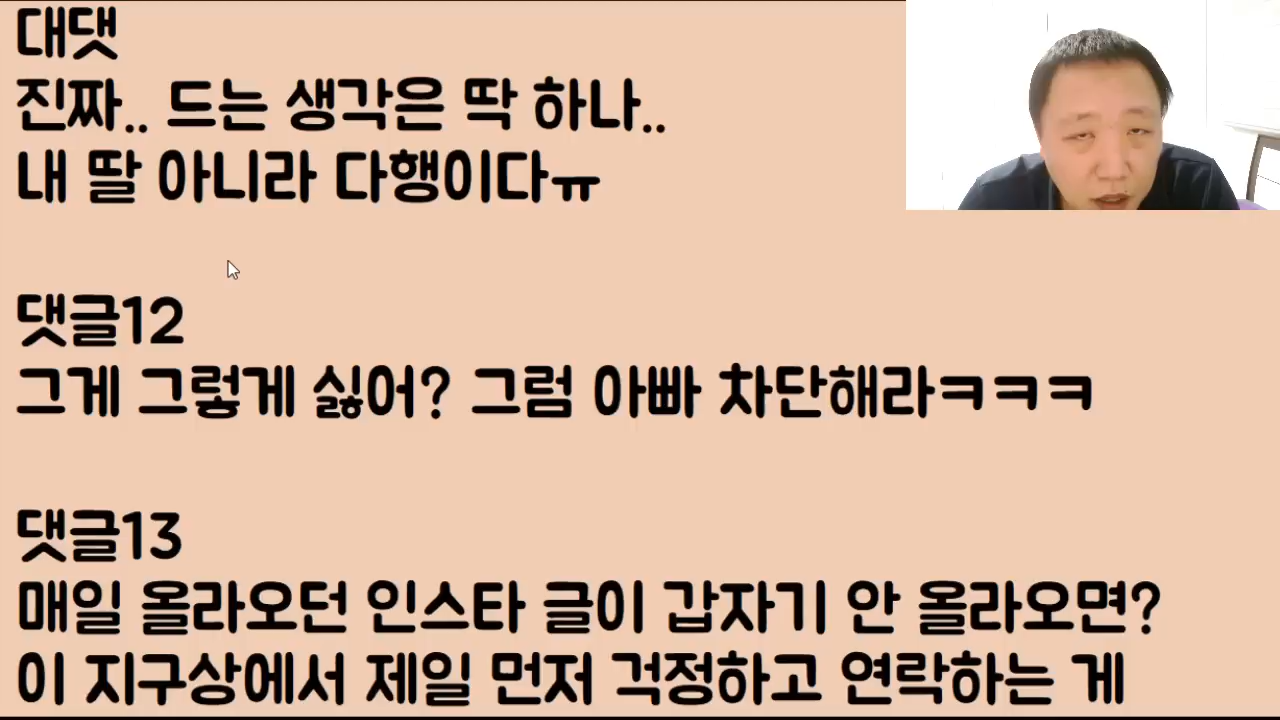 대댓
진짜.. 드는 생각은 딱 하나..
내 딸 아니라 다행이다ㅠ
댓글12
그게 그렇게 싫어? 그럼 아빠 차단해라ㅋㅋㅋ
댓글13
매일 올라오던 인스타 글이 갑자기 안 올라오면?
이 지구상에서 제일 먼저 걱정하고 연락하는 게